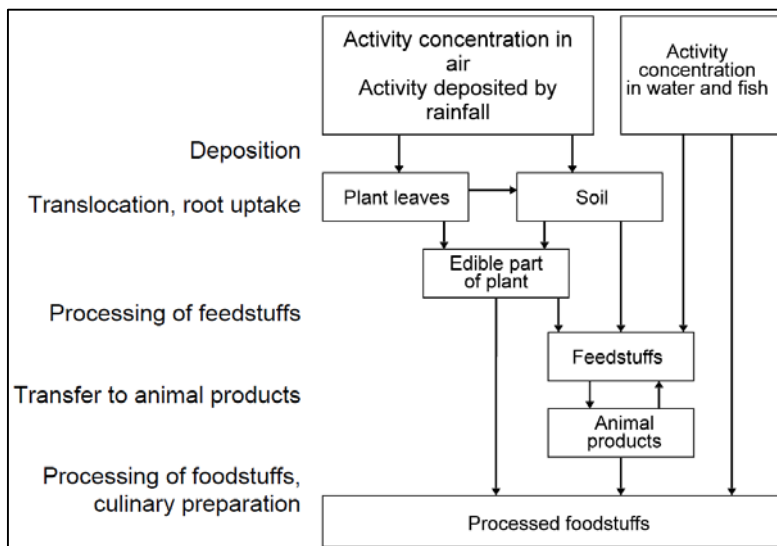 Activity concentration in
air
Activity deposited by
rainfall
Activity
concentration
in water and fish
Deposition
Plant leaves
Soil
Translocation, root uptake
Edible part
of plant
Processing of feedstuffs
Feedstuffs
Transfer to animal products
Animal
products
Processing of foodstuffs,
culinary preparation
Processed foodstuffs